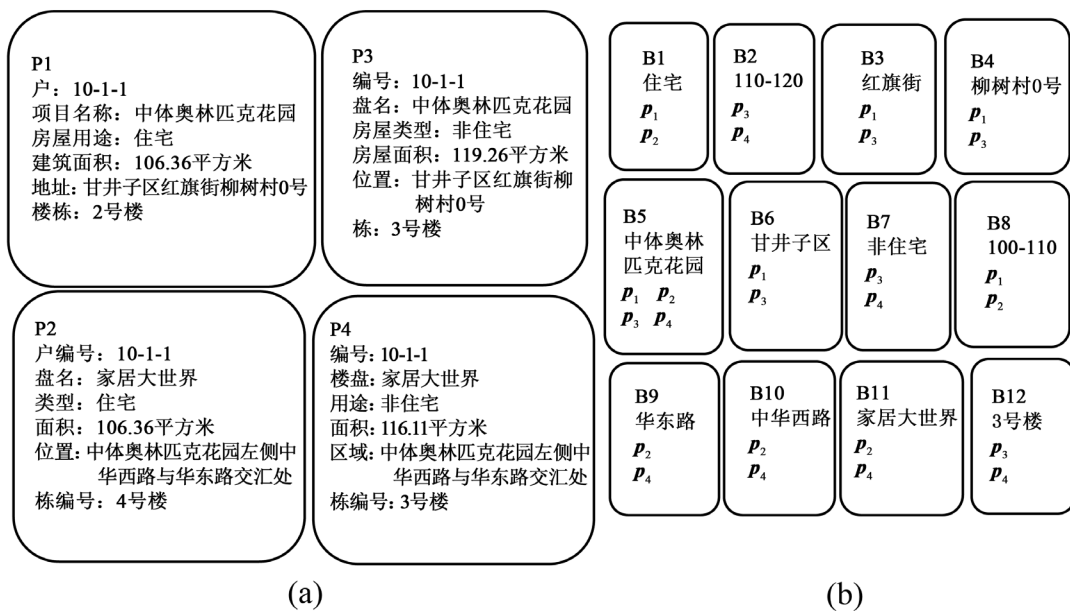 P1
户：10-1-1
项目名称：中体奥林匹克花园
房屋用途：住宅
建筑面积：106.36平方米
地址：甘井子区红旗街柳树村0号
楼栋：2号楼
P3
编号：10-1-1
盘名：中体奥林匹克花园
房屋类型：非住宅
房屋面积：119.26平方米
位置：甘井子区红旗街柳
树村0号
栋：3号楼
P2
户编号：10-1-1
盘名：家居大世界
类型：住宅
面积：106.36平方米
位置：中体奥林匹克花园左侧中
华西路与华东路交汇处
栋编号：4号楼
P4
编号：10-1-1
楼盘：家居大世界
用途：非住宅
面积：116.11平方米
区域：中体奥林匹克花园左侧中
华西路与华东路交汇处
栋编号：3号楼
(a)
B1
住宅
p1
p2
B2
110-120
p3
p4
B3
红旗街
p1
p3
B4
柳树村0号
p1
p3
B5
中体奥林
匹克花园
p1 p2
p3 p4
B6
甘井子区
p1
p3
B7
非住宅
p3
p4
B8
100-110
p1
p2
B9
华东路
p2
p4
B10
中华西路
p2
p4
B11
家居大世界
p2
p4
B12
3号楼
p3
p4
(b)